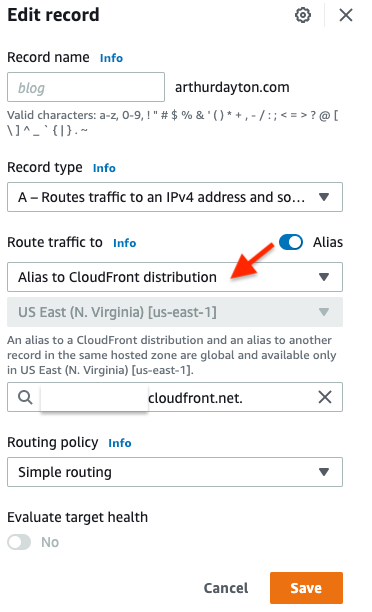 Edit record
Record name Info
blog
arthurdayton.com
Valid characters: a-z, 0-9, ! " # $ % & ' ( ) * + , - / : ; < = > ? @ [
\ ] ^ _ ` { | } . ~
Record type Info
A – Routes traffic to an IPv4 address and so...
Route traffic to Info
Alias
Alias to CloudFront distribution
US East (N. Virginia) [us-east-1]
An alias to a CloudFront distribution and an alias to another
record in the same hosted zone are global and available only
in US East (N. Virginia) [us-east-1].
cloudfront.net.
Routing policy Info
Simple routing
Evaluate target health
No
Cancel
Save